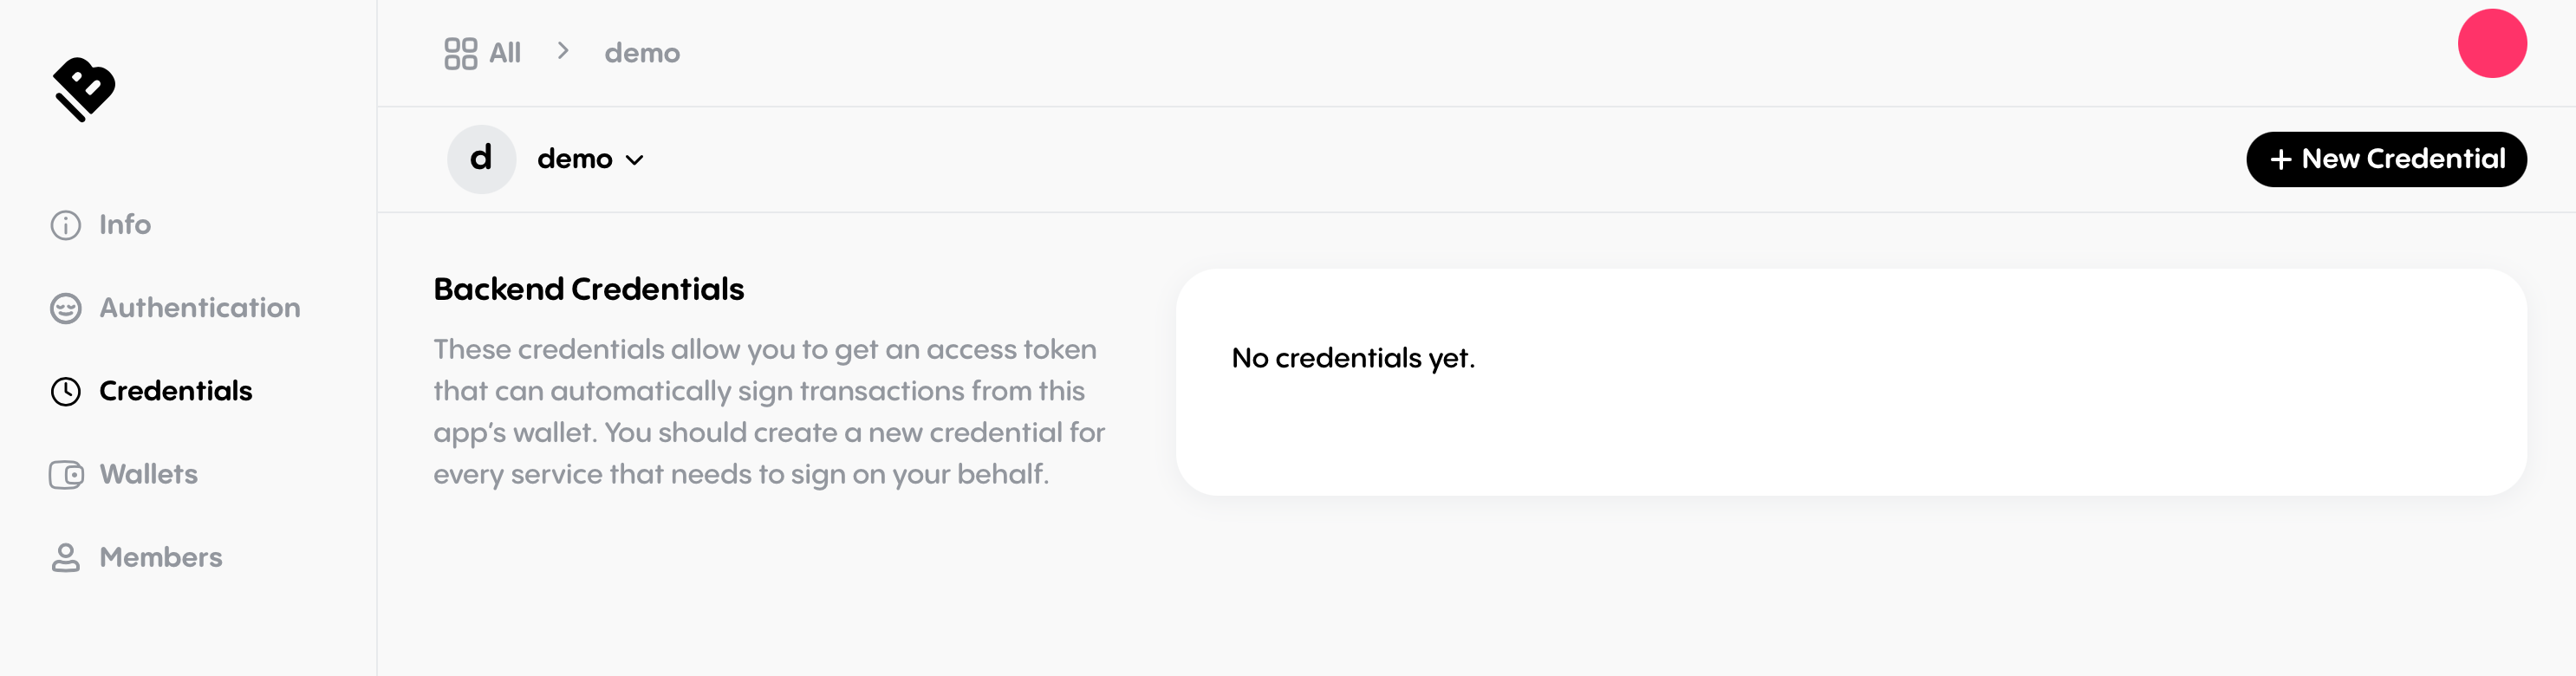 All
demo
d
demo
+ New Credential
Info
Authentication
Credentials
Wallets
Members
Backend Credentials
These credentials allow you to get an access token
that can automatically sign transactions from this
app’s wallet. You should create a new credential for
every service that needs to sign on your behalf.
No credentials yet.